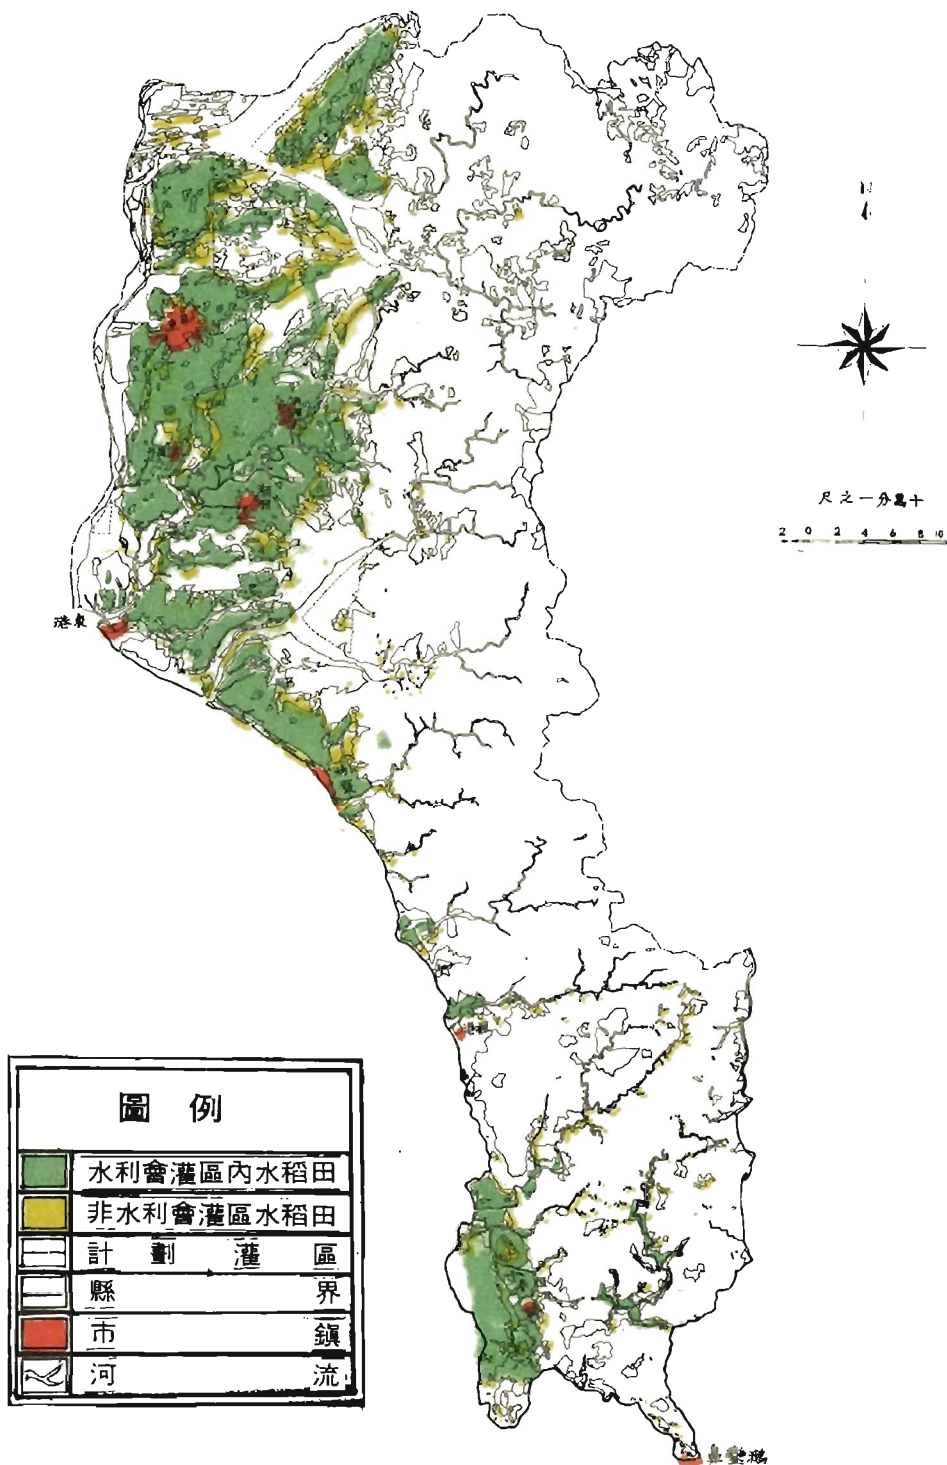 北
尺之一分萬十
2 0 2 4 6 8 10
港東
圖例
水利會灌區內水稻田
非水利會灌區水稻田
計劃灌區
縣界
市鎮
河流
鼻鑾鵝